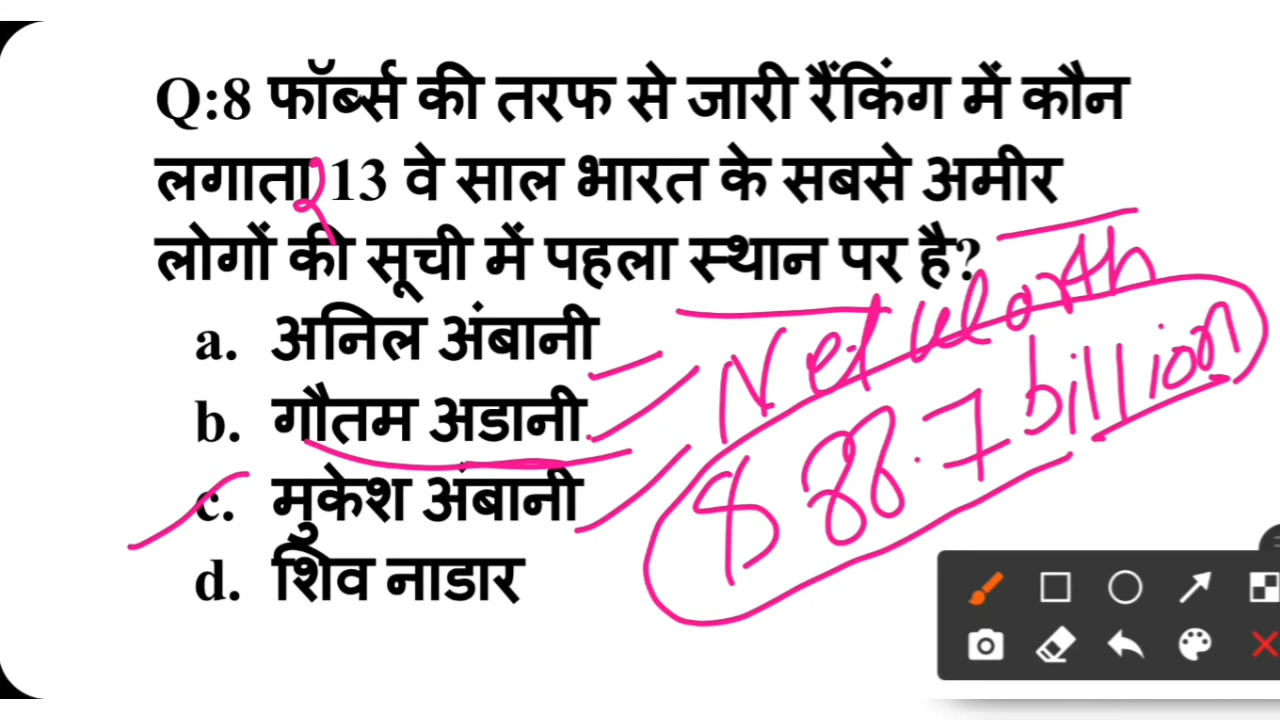 Q:8 फॉर्ब्स की तरफ से जारी रैंकिंग में कौन
लगातार 13 वे साल भारत के सबसे अमीर
लोगों की सूची में पहला स्थान पर है?
a. अनिल अंबानी
b. गौतम अडानी
c. मुकेश अंबानी
d. शिव नाडार
Net worth
$ 88.7 billion